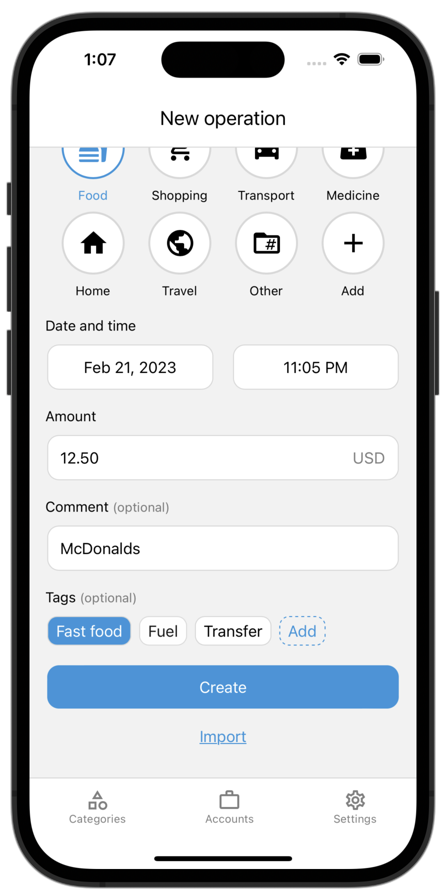 1:07
New operation
Food Shopping Transport Medicine
Home Travel Other Add
Date and time
Feb 21, 2023 11:05 PM
Amount
12.50 USD
Comment (optional)
McDonalds
Tags (optional)
Fast food Fuel Transfer Add
Create
Import
Categories Accounts Settings